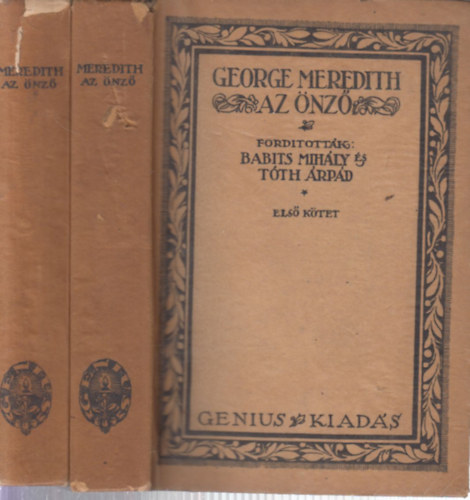 MEREDITH
AZ ÖNZŐ
MEREDITH
AZ ÖNZŐ
GEORGE MEREDITH
AZ ÖNZŐ
FORDITOTTÁK:
BABITS MIHÁLY ÉS
TÓTH ÁRPÁD
ELSŐ KÖTET
GENIUS KIADÁS